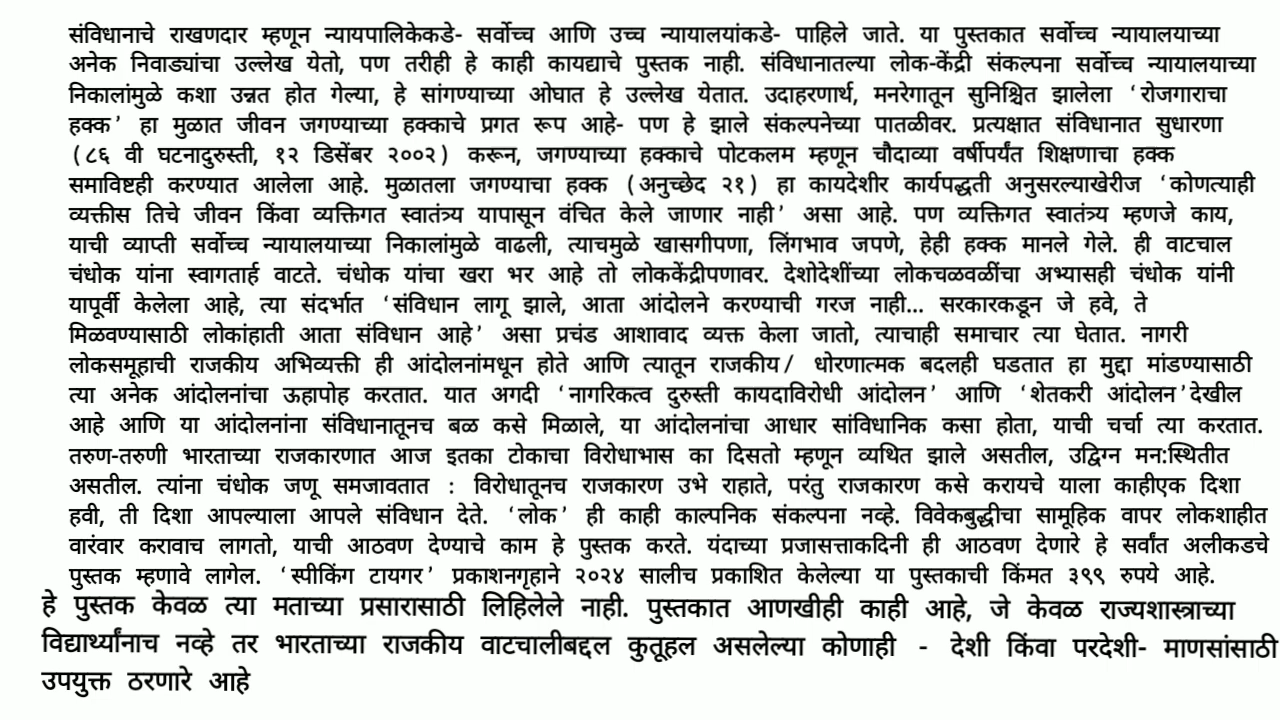 संविधानाचे राखणदार म्हणून न्यायपालिकेकडे- सर्वोच्च आणि उच्च न्यायालयांकडे- पाहिले जाते. या पुस्तकात सर्वोच्च न्यायालयाच्या
अनेक निवाड्यांचा उल्लेख येतो, पण तरीही हे काही कायद्याचे पुस्तक नाही. संविधानातल्या लोक-केंद्री संकल्पना सर्वोच्च न्यायालयाच्या
निकालांमुळे कशा उन्नत होत गेल्या, हे सांगण्याच्या ओघात हे उल्लेख येतात. उदाहरणार्थ, मनरेगातून सुनिश्चित झालेला ‘रोजगाराचा
हक्क’ हा मुळात जीवन जगण्याच्या हक्काचे प्रगत रूप आहे- पण हे झाले संकल्पनेच्या पातळीवर. प्रत्यक्षात संविधानात सुधारणा
(८६ वी घटनादुरुस्ती, १२ डिसेंबर २००२) करून, जगण्याच्या हक्काचे पोटकलम म्हणून चौदाव्या वर्षीपर्यंत शिक्षणाचा हक्क
समाविष्टही करण्यात आलेला आहे. मुळातला जगण्याचा हक्क (अनुच्छेद २१) हा कायदेशीर कार्यपद्धती अनुसरल्याखेरीज ‘कोणत्याही
व्यक्तीस तिचे जीवन किंवा व्यक्तिगत स्वातंत्र्य यापासून वंचित केले जाणार नाही’ असा आहे. पण व्यक्तिगत स्वातंत्र्य म्हणजे काय,
याची व्याप्ती सर्वोच्च न्यायालयाच्या निकालांमुळे वाढली, त्याचमुळे खासगीपणा, लिंगभाव जपणे, हेही हक्क मानले गेले. ही वाटचाल
चंधोक यांना स्वागतार्ह वाटते. चंधोक यांचा खरा भर आहे तो लोककेंद्रीपणावर. देशोदेशींच्या लोकचळवळींचा अभ्यासही चंधोक यांनी
यापूर्वी केलेला आहे, त्या संदर्भात ‘संविधान लागू झाले, आता आंदोलने करण्याची गरज नाही... सरकारकडून जे हवे, ते
मिळवण्यासाठी लोकांहाती आता संविधान आहे’ असा प्रचंड आशावाद व्यक्त केला जातो, त्याचाही समाचार त्या घेतात. नागरी
लोकसमूहाची राजकीय अभिव्यक्ती ही आंदोलनांमधून होते आणि त्यातून राजकीय/ धोरणात्मक बदलही घडतात हा मुद्दा मांडण्यासाठी
त्या अनेक आंदोलनांचा ऊहापोह करतात. यात अगदी ‘नागरिकत्व दुरुस्ती कायदाविरोधी आंदोलन’ आणि ‘शेतकरी आंदोलन’देखील
आहे आणि या आंदोलनांना संविधानातूनच बळ कसे मिळाले, या आंदोलनांचा आधार सांविधानिक कसा होता, याची चर्चा त्या करतात.
तरुण-तरुणी भारताच्या राजकारणात आज इतका टोकाचा विरोधाभास का दिसतो म्हणून व्यथित झाले असतील, उद्विग्न मन:स्थितीत
असतील. त्यांना चंधोक जणू समजावतात : विरोधातूनच राजकारण उभे राहाते, परंतु राजकारण कसे करायचे याला काहीएक दिशा
हवी, ती दिशा आपल्याला आपले संविधान देते. ‘लोक’ ही काही काल्पनिक संकल्पना नव्हे. विवेकबुद्धीचा सामूहिक वापर लोकशाहीत
वारंवार करावाच लागतो, याची आठवण देण्याचे काम हे पुस्तक करते. यंदाच्या प्रजासत्ताकदिनी ही आठवण देणारे हे सर्वांत अलीकडचे
पुस्तक म्हणावे लागेल. ‘स्पीकिंग टायगर’ प्रकाशनगृहाने २०२४ सालीच प्रकाशित केलेल्या या पुस्तकाची किंमत ३९९ रुपये आहे.
हे पुस्तक केवळ त्या मताच्या प्रसारासाठी लिहिलेले नाही. पुस्तकात आणखीही काही आहे, जे केवळ राज्यशास्त्राच्या
विद्यार्थ्यांनाच नव्हे तर भारताच्या राजकीय वाटचालीबद्दल कुतूहल असलेल्या कोणाही - देशी किंवा परदेशी- माणसांसाठी
उपयुक्त ठरणारे आहे